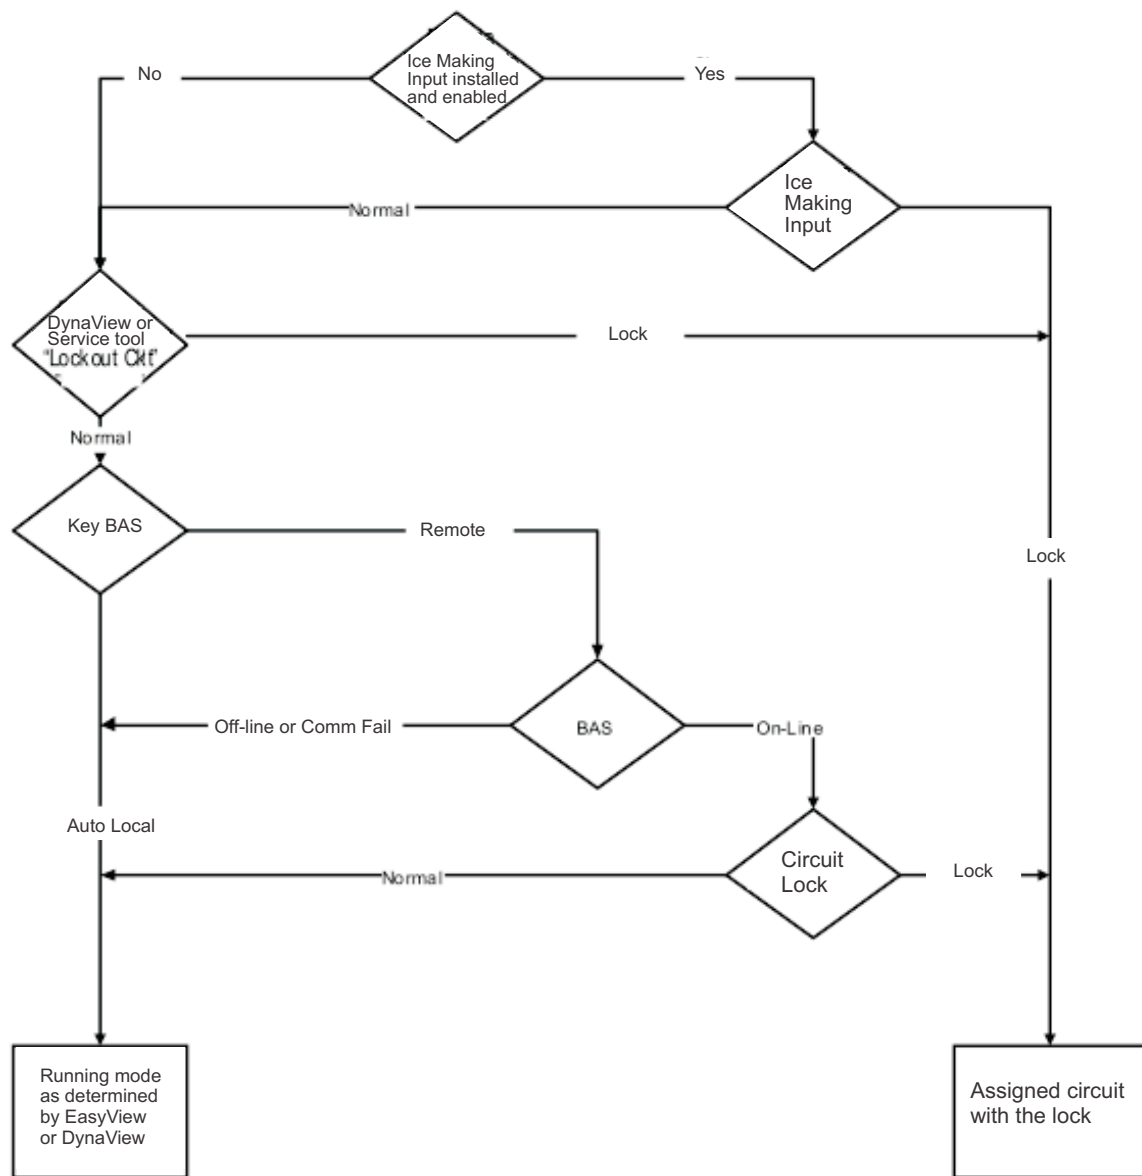 Ice Making
Input installed
and enabled
No
Yes
Ice
Making
Input
Normal
DynaView or
Service tool
"Lockout Ckt"
Lock
Normal
Key BAS
Remote
Lock
BAS
Off-line or Comm Fail
On-Line
Auto Local
Circuit
Lock
Normal
Lock
Running mode
as determined
by EasyView
or DynaView
Assigned circuit
with the lock